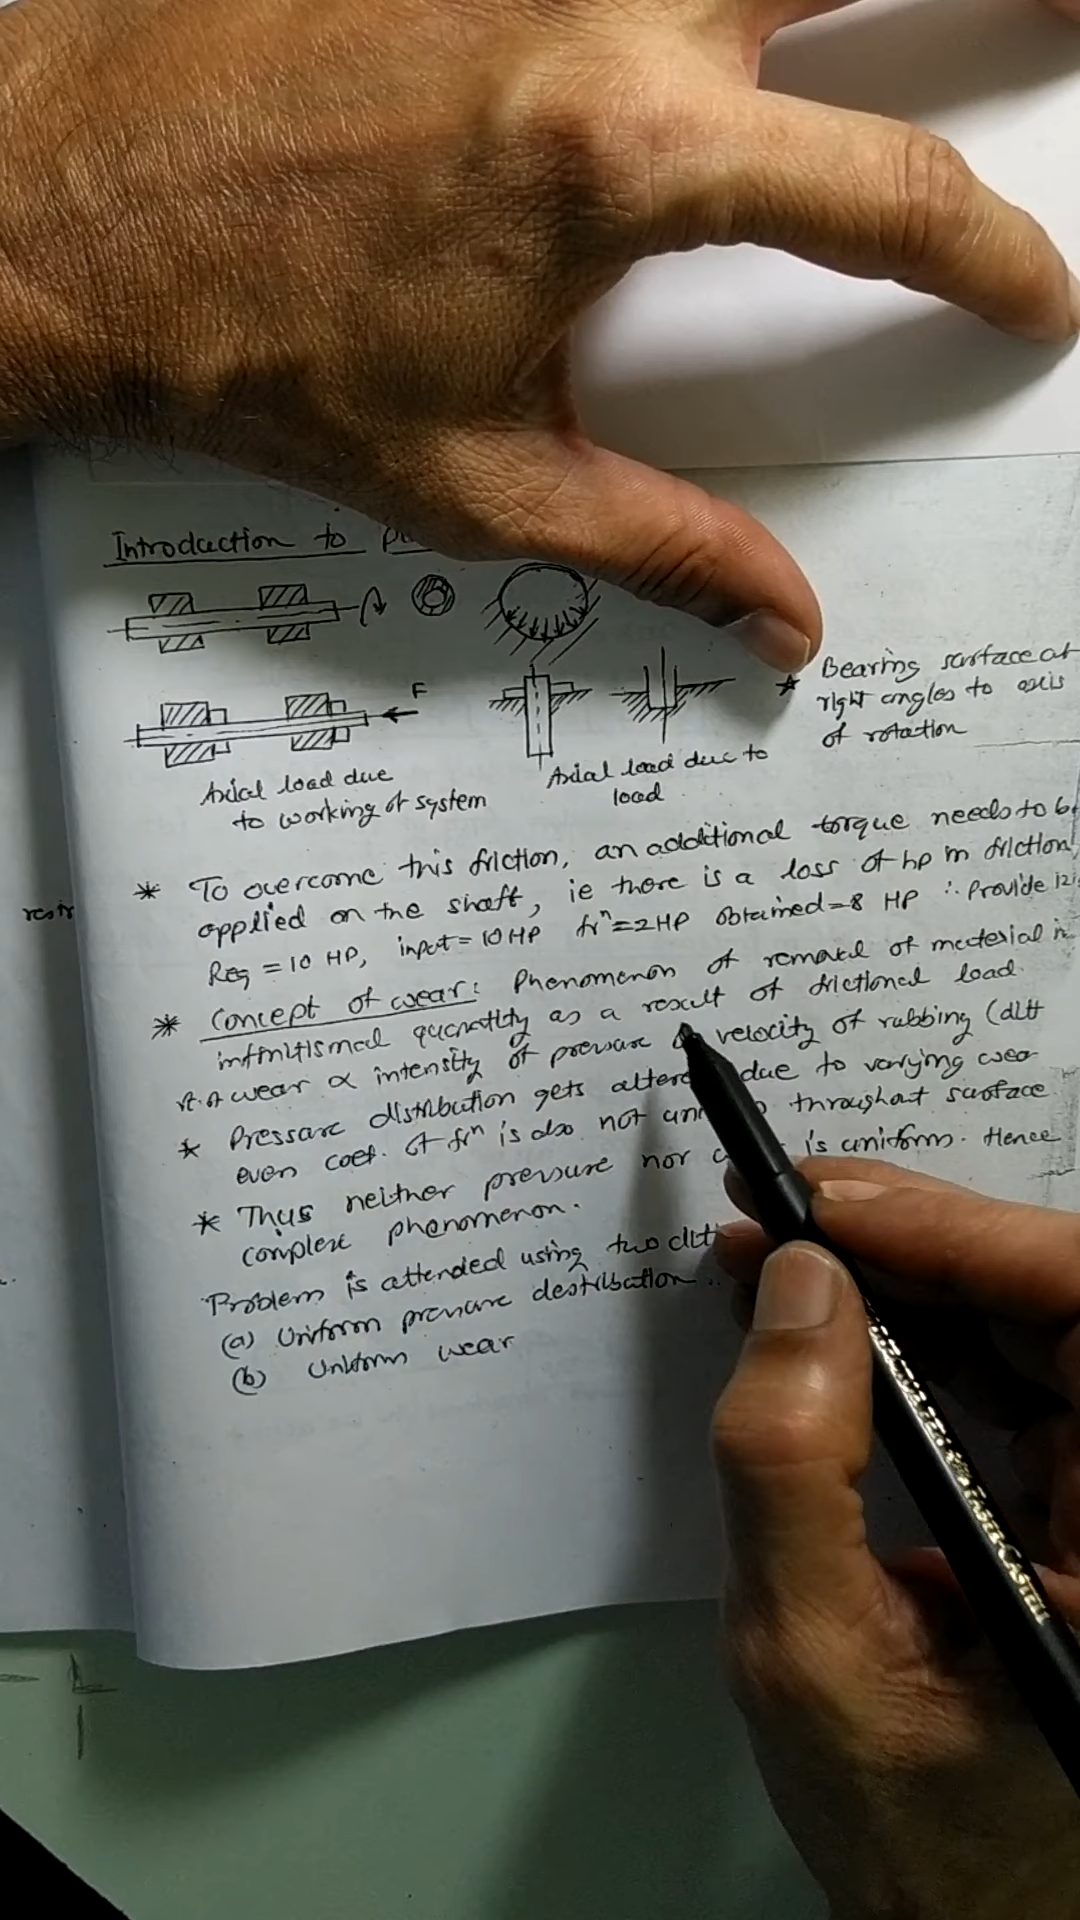 Introduction to
F
Axial load due
to working of system
Axial load due to
load
* Bearing surface at
right angles to axis
of rotation
* To overcome this friction, an additional torque needs to be
applied on the shaft, ie there is a loss of hp in friction
Req = 10 HP, input = 10 HP frⁿ = 2HP obtained = 8 HP ∴ Provide 12
* Concept of wear: Phenomenon of removal of material in
infinitismal quantity as a result of frictional load.
rt. of wear ∝ intensity of pressure velocity of rubbing (diff
* Pressure distribution gets altered due to varying wear
even coef. of frⁿ is also not throughout surface
* Thus neither pressure nor is uniform. Hence
complex phenomenon.
Problem is attended using two
(a) Uniform pressure destribution
(b) Uniform wear
FABER-CASTELL